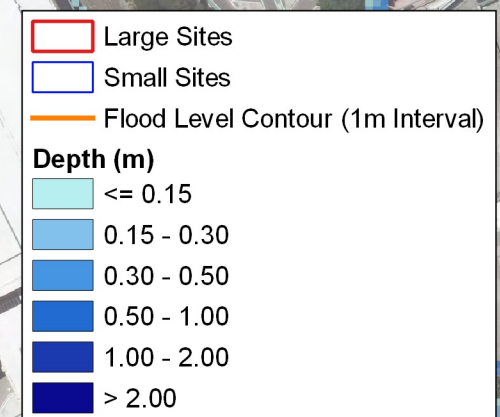 Large Sites
Small Sites
Flood Level Contour (1m Interval)
Depth (m)
<= 0.15
0.15 - 0.30
0.30 - 0.50
0.50 - 1.00
1.00 - 2.00
> 2.00